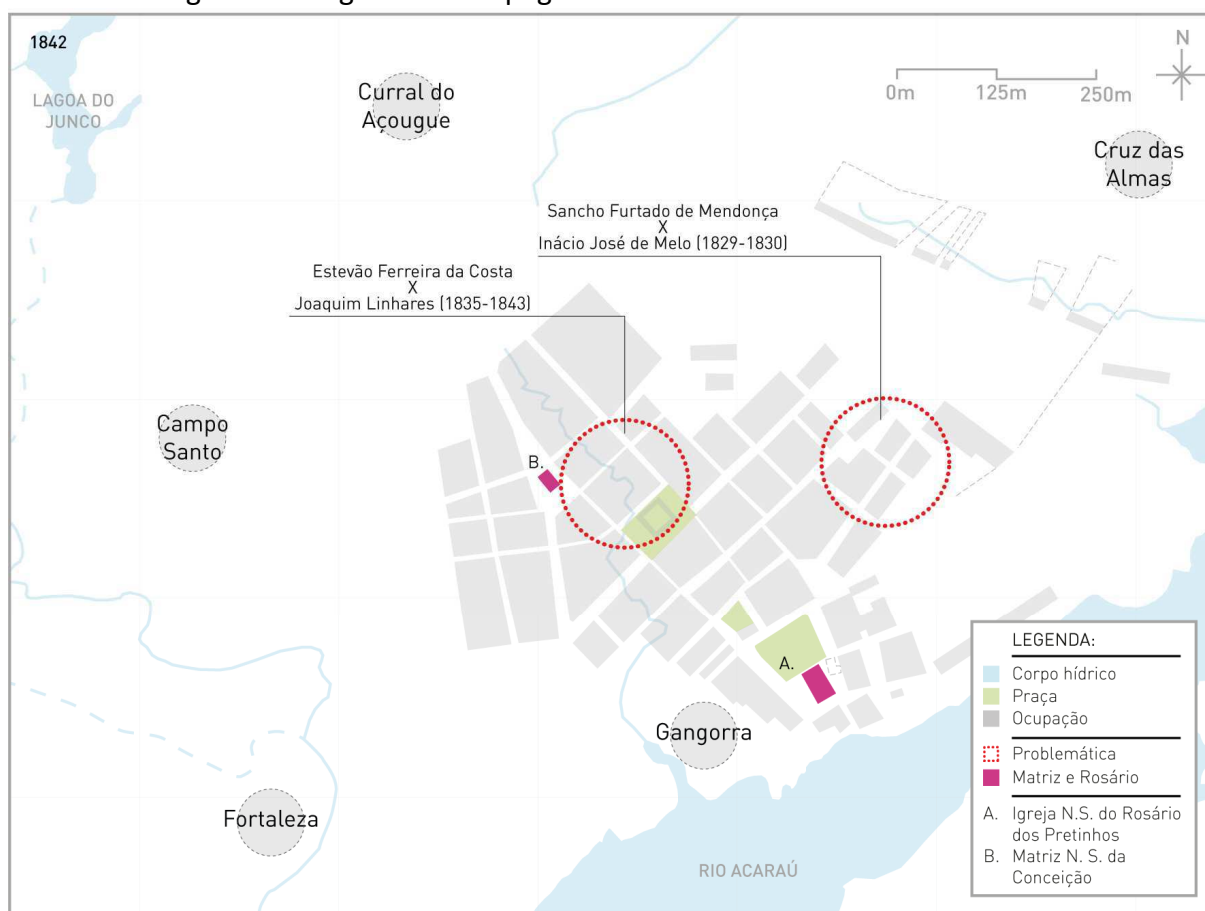 1842
LAGOA DO
JUNCO
Curral do
Açougue
N
0m 125m 250m
Cruz das
Almas
Sancho Furtado de Mendonça
X
Inácio José de Melo (1829-1830)
Estevão Ferreira da Costa
X
Joaquim Linhares (1835-1843)
Campo
Santo
B.
A.
Gangorra
Fortaleza
RIO ACARAÚ
LEGENDA:
Corpo hídrico
Praça
Ocupação
Problemática
Matriz e Rosário
A. Igreja N.S. do Rosário
dos Pretinhos
B. Matriz N. S. da
Conceição